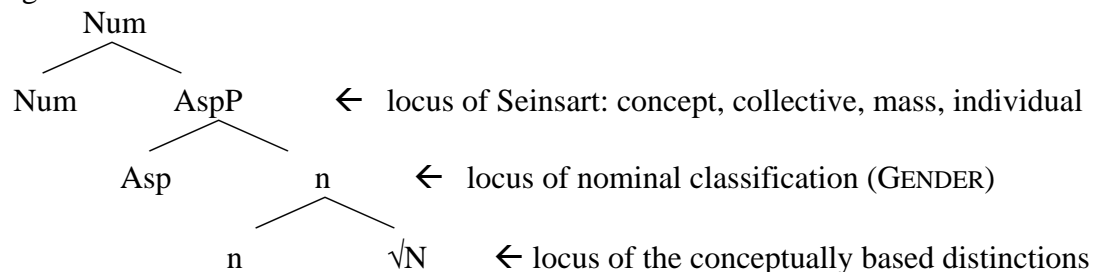 Num
Num AspP ← locus of Seinsart: concept, collective, mass, individual
Asp n ← locus of nominal classification (GENDER)
n √N ← locus of the conceptually based distinctions